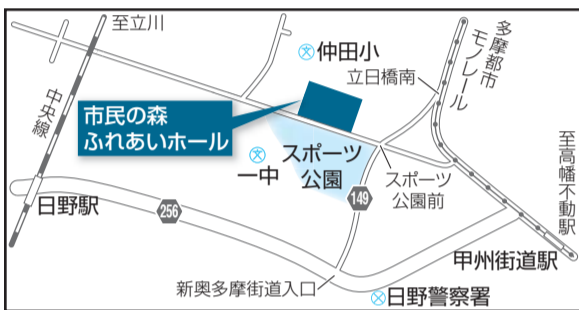 至立川
仲田小
立日橋南
多摩都市
モノレール
中央線
市民の森
ふれあいホール
一中
スポーツ
公園
149
スポーツ
公園前
至高幡不動駅
日野駅
256
甲州街道駅
新奥多摩街道入口
日野警察署